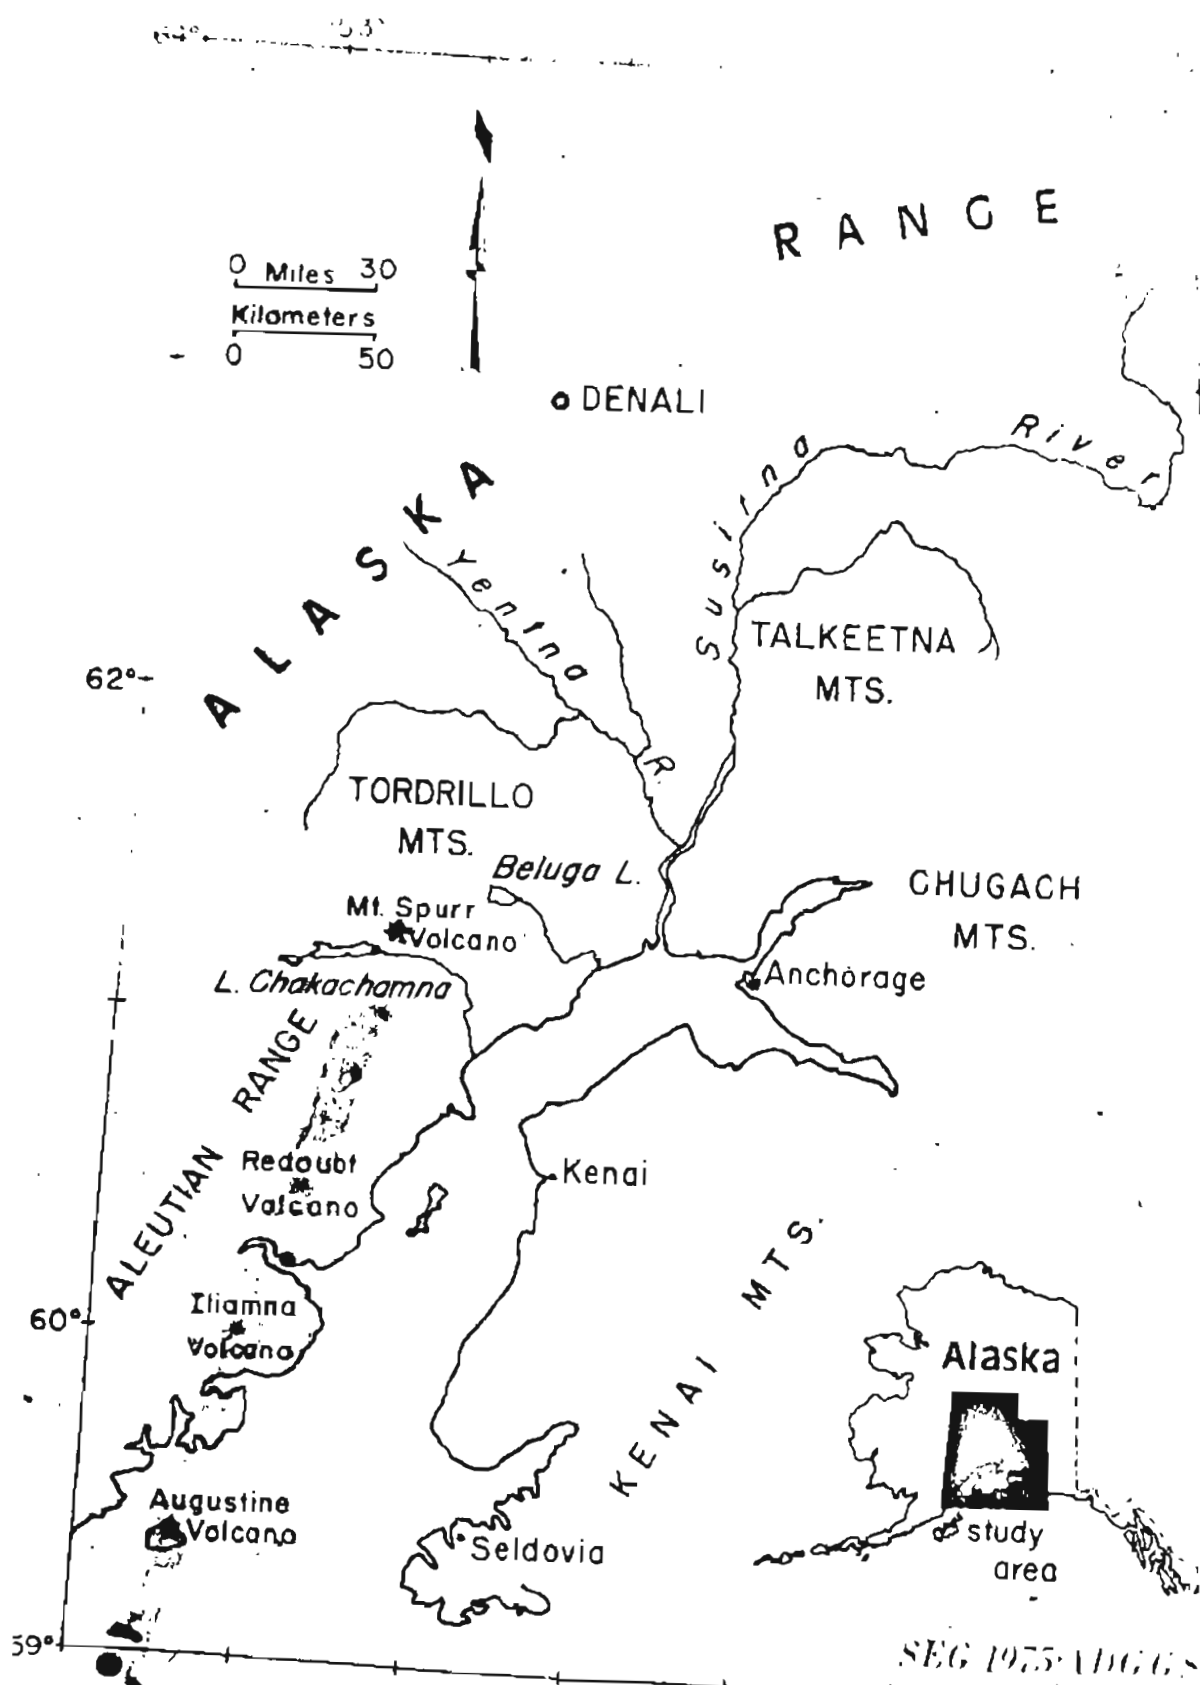 RANGE
0 Miles 30
Kilometers
0 50
DENALI
River
Susitna
ALASKA
Yentna
R.
TALKEETNA
MTS.
62°
TORDRILLO
MTS.
Beluga L.
CHUGACH
MTS.
Mt. Spurr
Volcano
Anchorage
L. Chakachamna
ALEUTIAN RANGE
Redoubt
Volcano
Kenai
KENAI MTS.
Iliamna
Volcano
60°
Alaska
Augustine
Volcano
Seldovia
study
area
59°
SEG 1975